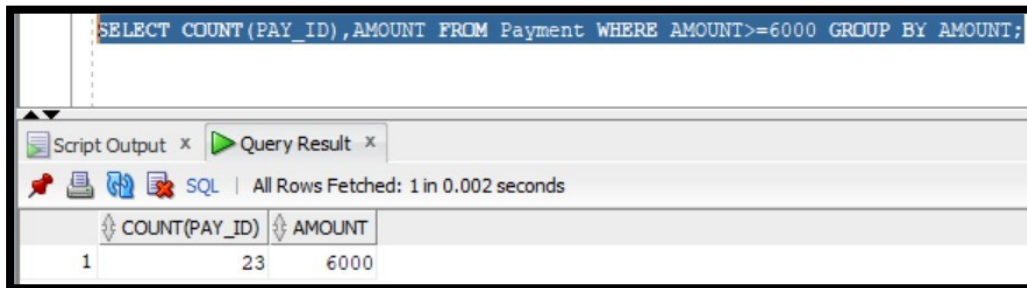 SELECT COUNT(PAY_ID),AMOUNT FROM Payment WHERE AMOUNT>=6000 GROUP BY AMOUNT;
Script Output x Query Result x
SQL | All Rows Fetched: 1 in 0.002 seconds
COUNT(PAY_ID) AMOUNT
1 23 6000